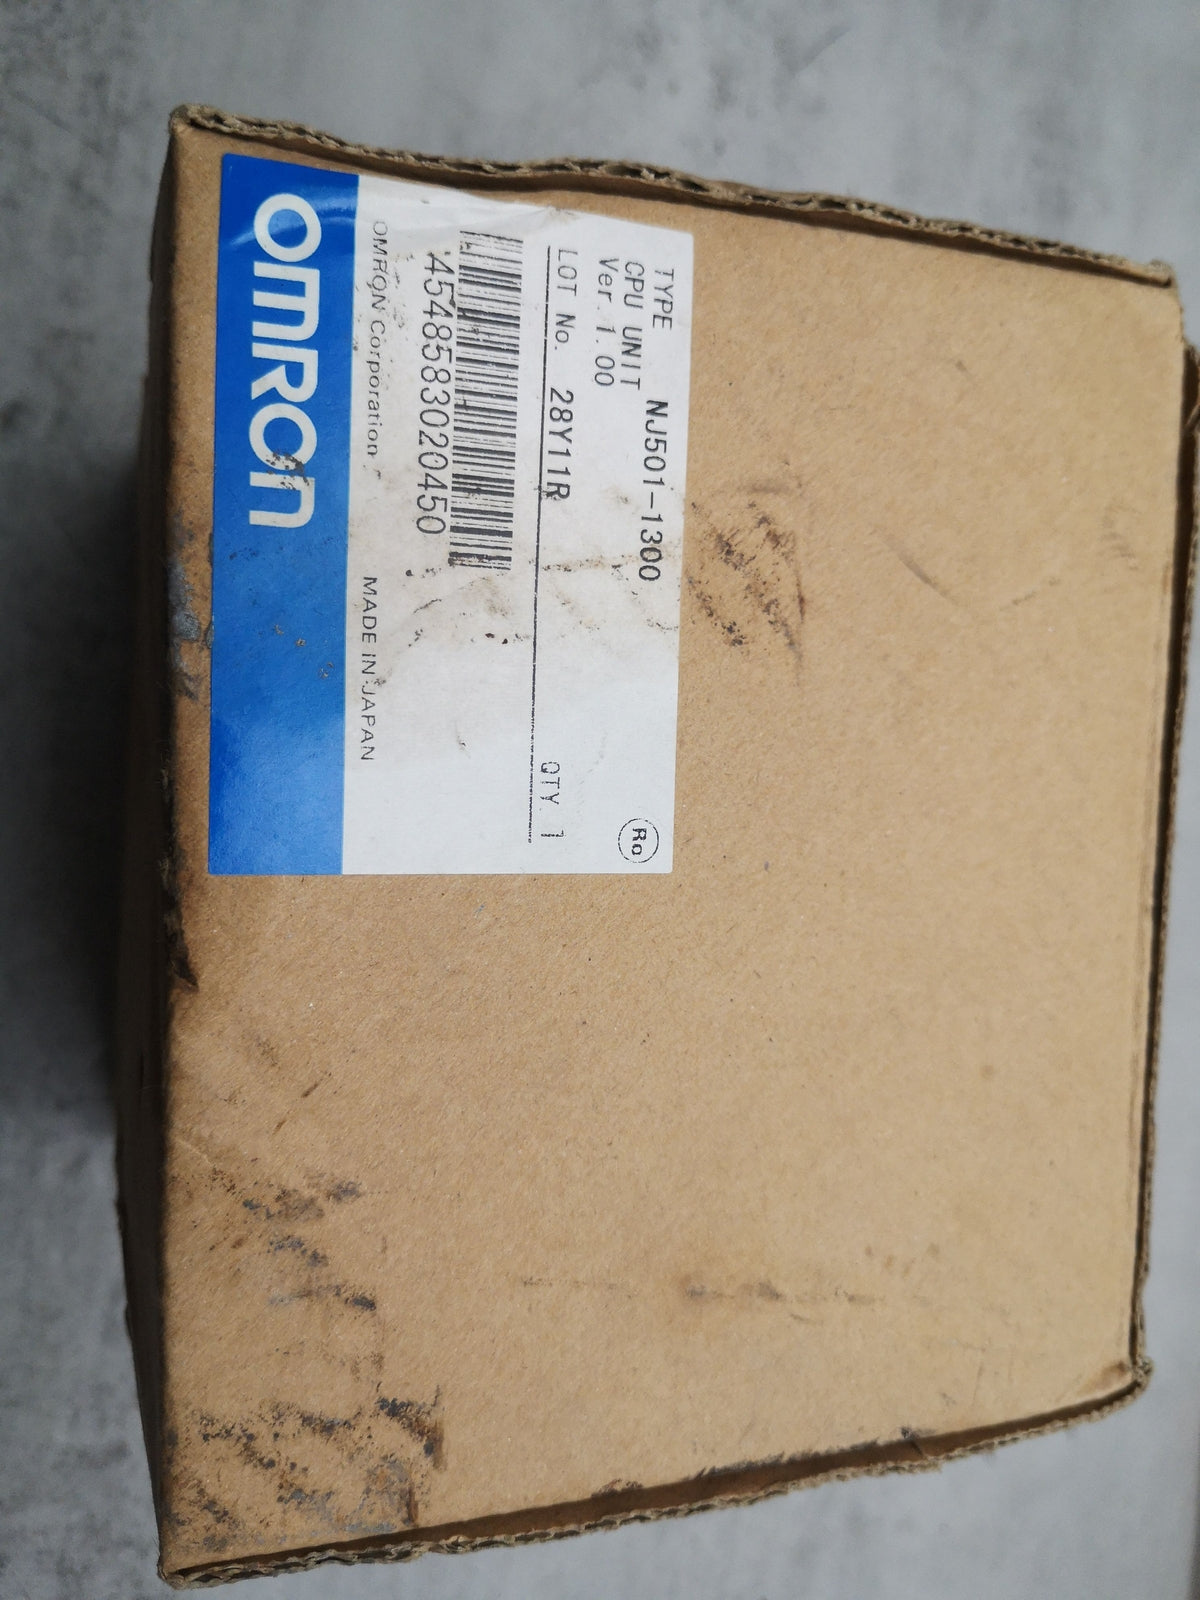 TYPE
CPU UNIT NJ501-1300
Ver.1.00
Ro
LOT No. 28Y11R QTY. 1
4548583020450
OMRON Corporation MADE IN JAPAN
OMRON